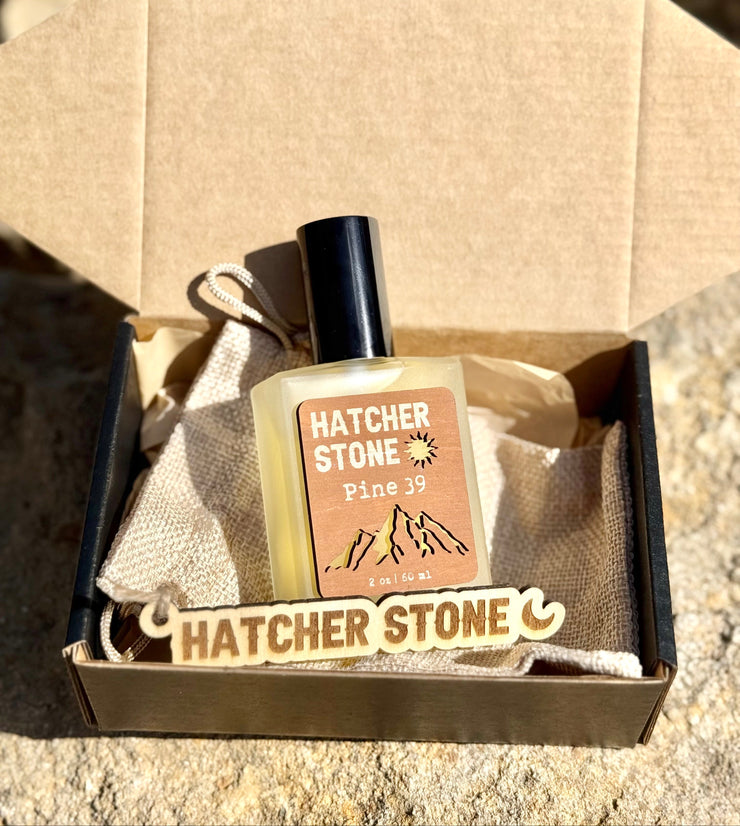 HATCHER
STONE
Pine 39
2 oz | 60 ml
HATCHER STONE